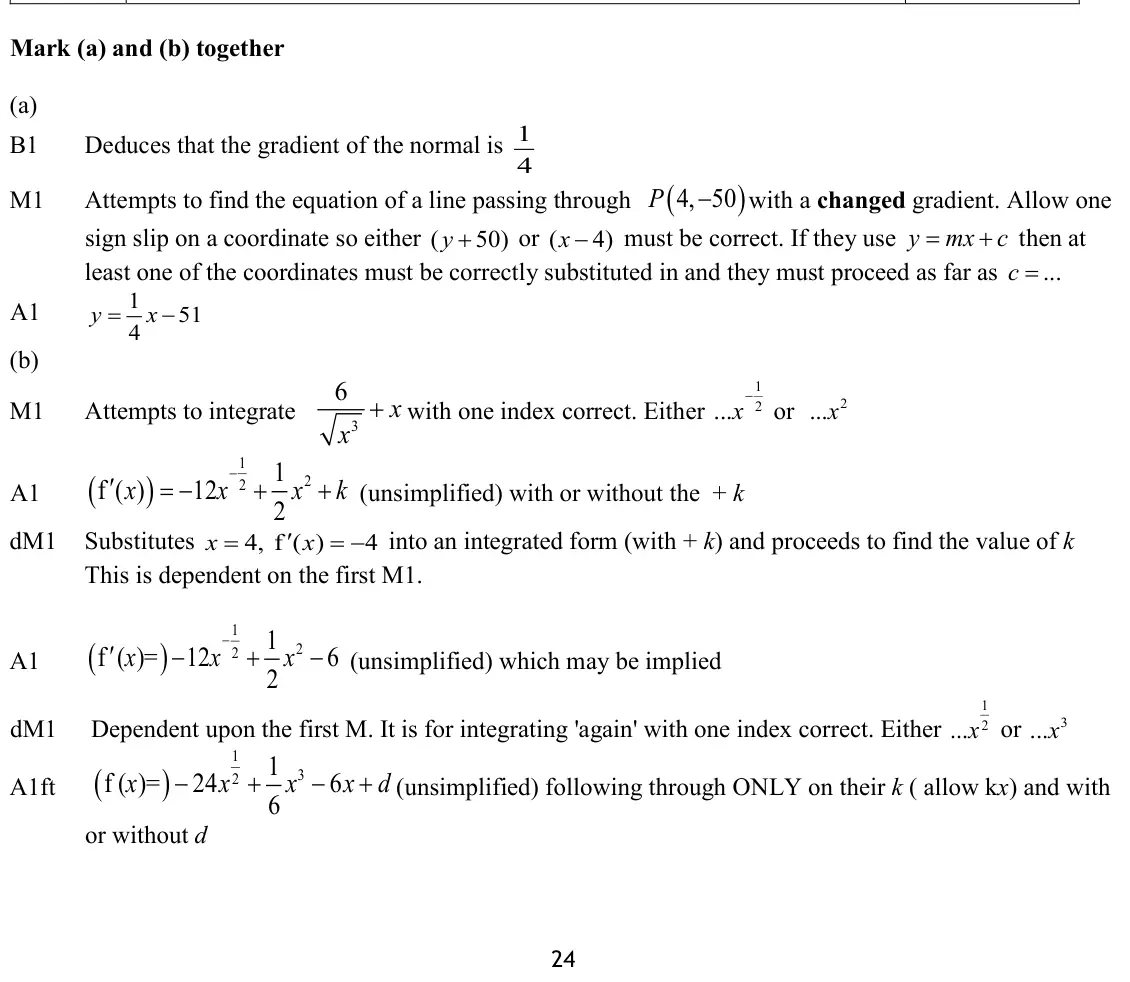 Mark (a) and (b) together
(a)
B1 Deduces that the gradient of the normal is 1/4
M1 Attempts to find the equation of a line passing through P(4,−50) with a changed gradient. Allow one
sign slip on a coordinate so either (y + 50) or (x − 4) must be correct. If they use y = mx + c then at
least one of the coordinates must be correctly substituted in and they must proceed as far as c = ...
A1 y = 1/4 x − 51
(b)
M1 Attempts to integrate 6/√x³ + x with one index correct. Either ...x^(−1/2) or ...x²
A1 (f′(x)) = −12x^(−1/2) + 1/2 x² + k (unsimplified) with or without the + k
dM1 Substitutes x = 4, f′(x) = −4 into an integrated form (with + k) and proceeds to find the value of k
This is dependent on the first M1.
A1 (f′(x)=) −12x^(−1/2) + 1/2 x² − 6 (unsimplified) which may be implied
dM1 Dependent upon the first M. It is for integrating 'again' with one index correct. Either ...x^(1/2) or ...x³
A1ft (f(x)=) − 24x^(1/2) + 1/6 x³ − 6x + d (unsimplified) following through ONLY on their k ( allow kx) and with
or without d
24